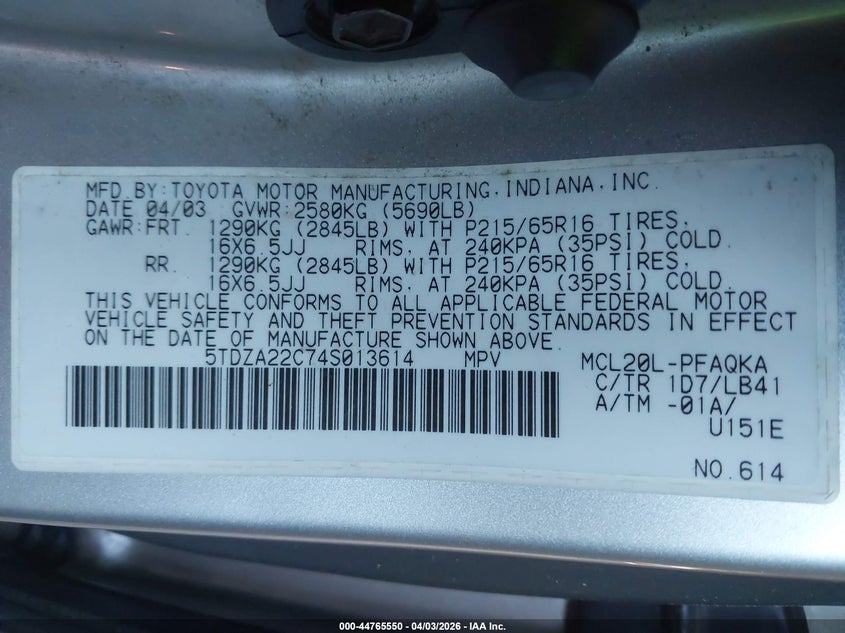 MFD BY: TOYOTA MOTOR MANUFACTURING, INDIANA, INC.
DATE 04/03 GVWR: 2580KG (5690LB)
GAWR: FRT. 1290KG (2845LB) WITH P215/65R16 TIRES,
16X6.5JJ RIMS, AT 240KPA (35PSI) COLD.
RR. 1290KG (2845LB) WITH P215/65R16 TIRES,
16X6.5JJ RIMS, AT 240KPA (35PSI) COLD.
THIS VEHICLE CONFORMS TO ALL APPLICABLE FEDERAL MOTOR
VEHICLE SAFETY AND THEFT PREVENTION STANDARDS IN EFFECT
ON THE DATE OF MANUFACTURE SHOWN ABOVE.
5TDZA22C74S013614 MPV MCL20L-PFAQKA
C/TR 1D7/LB41
A/TM -01A/
U151E
NO. 614
000-44765550 | 04/03/2026 - IAA Inc.